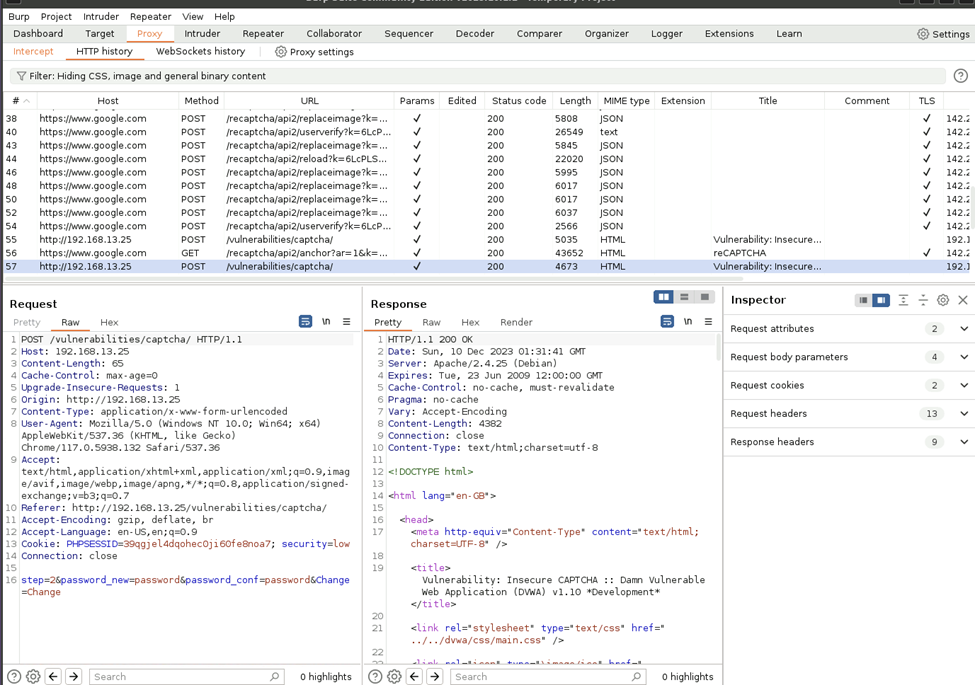 Burp Project Intruder Repeater View Help
Dashboard Target Proxy Intruder Repeater Collaborator Sequencer Decoder Comparer Organizer Logger Extensions Learn Settings
Intercept HTTP history WebSockets history Proxy settings
Filter: Hiding CSS, image and general binary content
# Host Method URL Params Edited Status code Length MIME type Extension Title Comment TLS
38 https://www.google.com POST /recaptcha/api2/replaceimage?k=... ✓ 200 5808 JSON ✓ 142.2
40 https://www.google.com POST /recaptcha/api2/userverify?k=6LcP... ✓ 200 26549 text ✓ 142.2
43 https://www.google.com POST /recaptcha/api2/replaceimage?k=... ✓ 200 5845 JSON ✓ 142.2
44 https://www.google.com POST /recaptcha/api2/reload?k=6LcPLS... ✓ 200 22020 JSON ✓ 142.2
46 https://www.google.com POST /recaptcha/api2/replaceimage?k=... ✓ 200 5995 JSON ✓ 142.2
48 https://www.google.com POST /recaptcha/api2/replaceimage?k=... ✓ 200 6017 JSON ✓ 142.2
50 https://www.google.com POST /recaptcha/api2/replaceimage?k=... ✓ 200 6017 JSON ✓ 142.2
52 https://www.google.com POST /recaptcha/api2/replaceimage?k=... ✓ 200 6037 JSON ✓ 142.2
54 https://www.google.com POST /recaptcha/api2/userverify?k=6LcP... ✓ 200 2566 JSON ✓ 142.2
55 http://192.168.13.25 POST /vulnerabilities/captcha/ ✓ 200 5035 HTML Vulnerability: Insecure... 192.1
56 https://www.google.com GET /recaptcha/api2/anchor?ar=1&k=... ✓ 200 43652 HTML reCAPTCHA ✓ 142.2
57 http://192.168.13.25 POST /vulnerabilities/captcha/ ✓ 200 4673 HTML Vulnerability: Insecure... 192.1
Request
Pretty Raw Hex \n
1 POST /vulnerabilities/captcha/ HTTP/1.1
2 Host: 192.168.13.25
3 Content-Length: 65
4 Cache-Control: max-age=0
5 Upgrade-Insecure-Requests: 1
6 Origin: http://192.168.13.25
7 Content-Type: application/x-www-form-urlencoded
8 User-Agent: Mozilla/5.0 (Windows NT 10.0; Win64; x64)
AppleWebKit/537.36 (KHTML, like Gecko)
Chrome/117.0.5938.132 Safari/537.36
9 Accept:
text/html,application/xhtml+xml,application/xml;q=0.9,imag
e/avif,image/webp,image/apng,*/*;q=0.8,application/signed-
exchange;v=b3;q=0.7
10 Referer: http://192.168.13.25/vulnerabilities/captcha/
11 Accept-Encoding: gzip, deflate, br
12 Accept-Language: en-US,en;q=0.9
13 Cookie: PHPSESSID=39qgjel4dqohec0ji60fe8noa7; security=low
14 Connection: close
15
16 step=2&password_new=password&password_conf=password&Change
=Change
Search 0 highlights
Response
Pretty Raw Hex Render \n
1 HTTP/1.1 200 OK
2 Date: Sun, 10 Dec 2023 01:31:41 GMT
3 Server: Apache/2.4.25 (Debian)
4 Expires: Tue, 23 Jun 2009 12:00:00 GMT
5 Cache-Control: no-cache, must-revalidate
6 Pragma: no-cache
7 Vary: Accept-Encoding
8 Content-Length: 4382
9 Connection: close
10 Content-Type: text/html;charset=utf-8
11
12 <!DOCTYPE html>
13
14 <html lang="en-GB">
15
16 <head>
17 <meta http-equiv="Content-Type" content="text/html;
charset=UTF-8" />
18
19 <title>
Vulnerability: Insecure CAPTCHA :: Damn Vulnerable
Web Application (DVWA) v1.10 *Development*
</title>
20
21 <link rel="stylesheet" type="text/css" href="
../../dvwa/css/main.css" />
22
Search 0 highlights
Inspector
Request attributes 2
Request body parameters 4
Request cookies 2
Request headers 13
Response headers 9